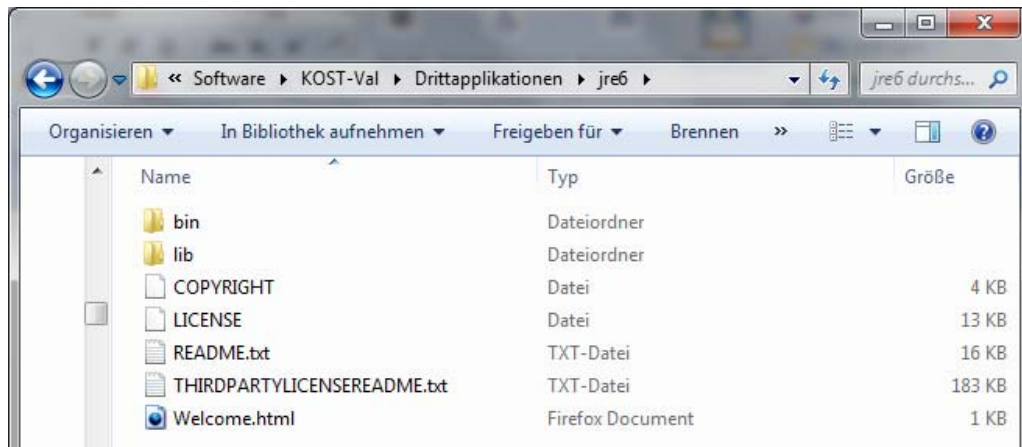 « Software ▸ KOST-Val ▸ Drittapplikationen ▸ jre6 ▸ jre6 durchs...
Organisieren ▾ In Bibliothek aufnehmen ▾ Freigeben für ▾ Brennen »
Name Typ Größe
bin Dateiordner
lib Dateiordner
COPYRIGHT Datei 4 KB
LICENSE Datei 13 KB
README.txt TXT-Datei 16 KB
THIRDPARTYLICENSEREADME.txt TXT-Datei 183 KB
Welcome.html Firefox Document 1 KB